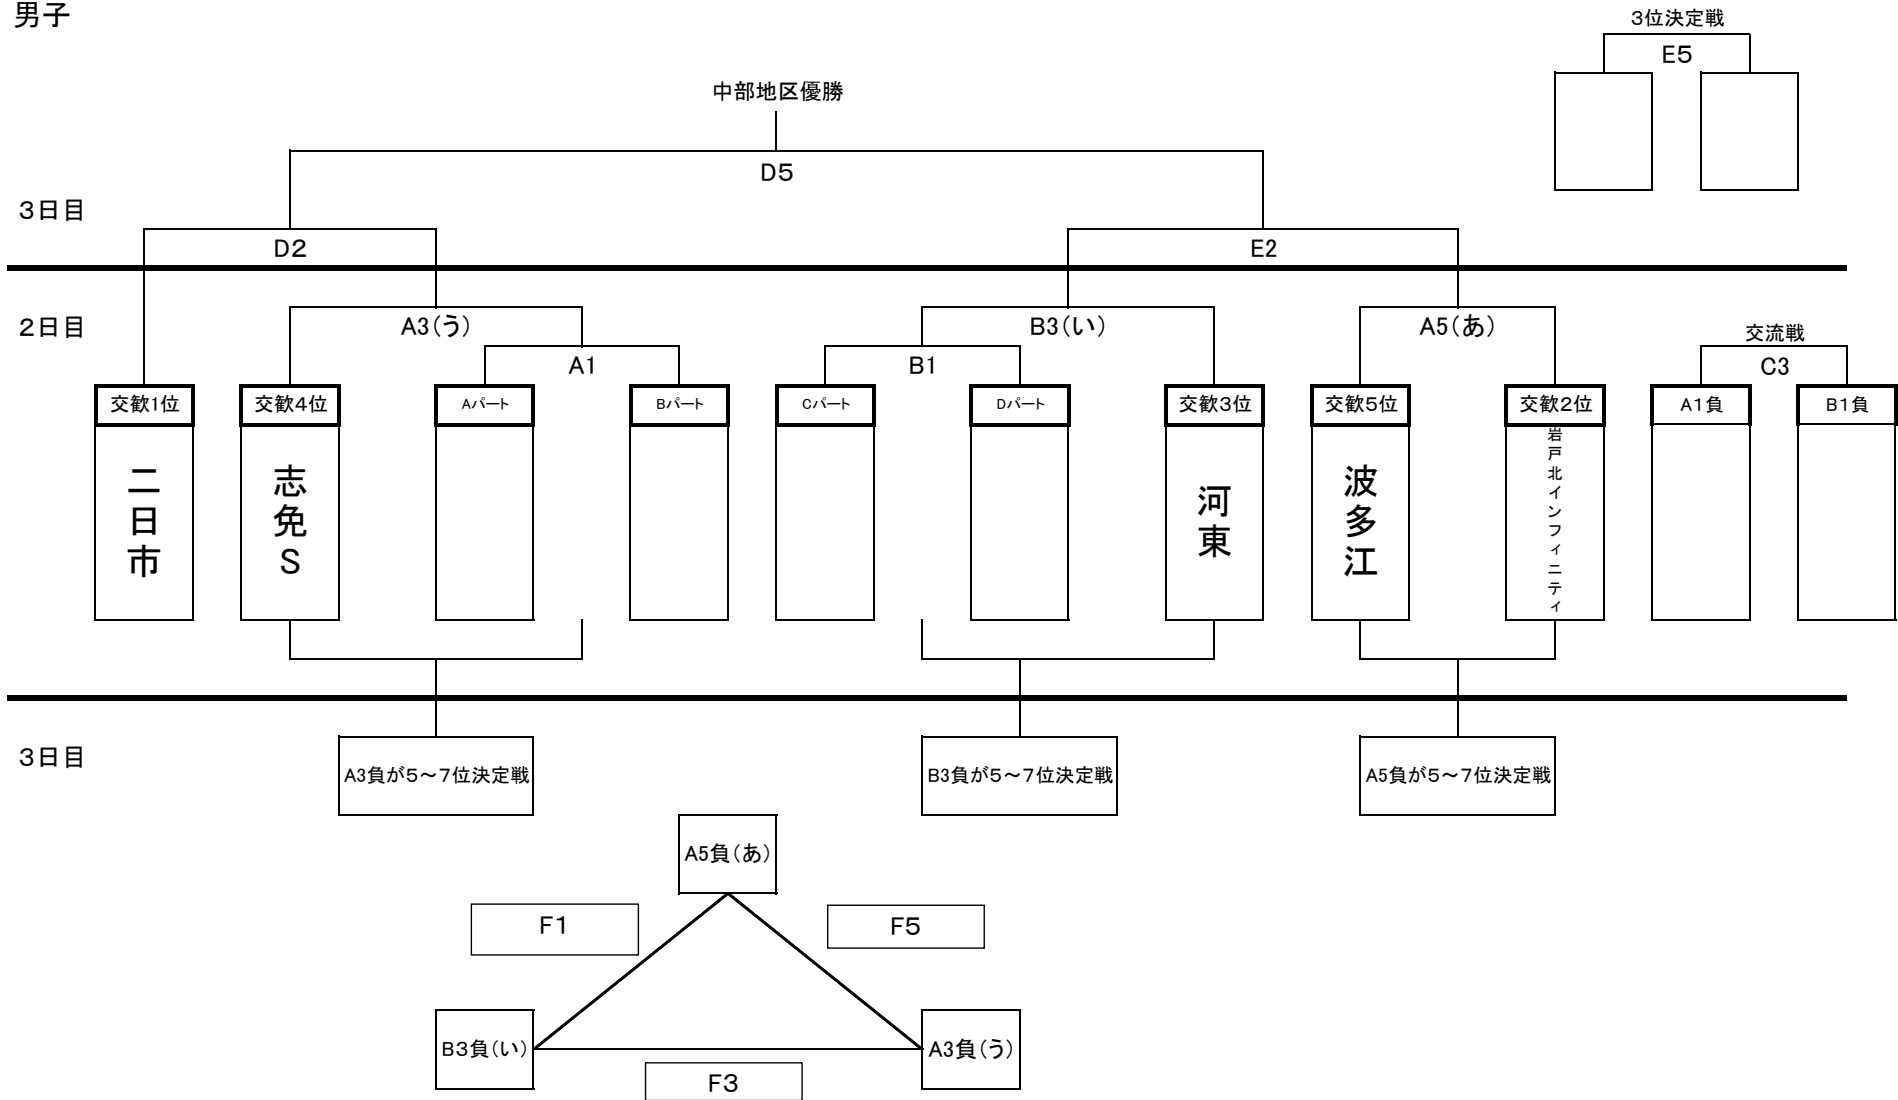 男子
3位決定戦
E5
中部地区優勝
D5
3日目
D2
E2
2日目
A3(う)
B3(い)
A5(あ)
交流戦
A1
B1
C3
交歓1位
交歓4位
Aパート
Bパート
Cパート
Dパート
交歓3位
交歓5位
交歓2位
A1負
B1負
二日市
志免S
河東
波多江
岩戸北インフィニティ
3日目
A3負が5~7位決定戦
B3負が5~7位決定戦
A5負が5~7位決定戦
A5負(あ)
F1
F5
B3負(い)
A3負(う)
F3